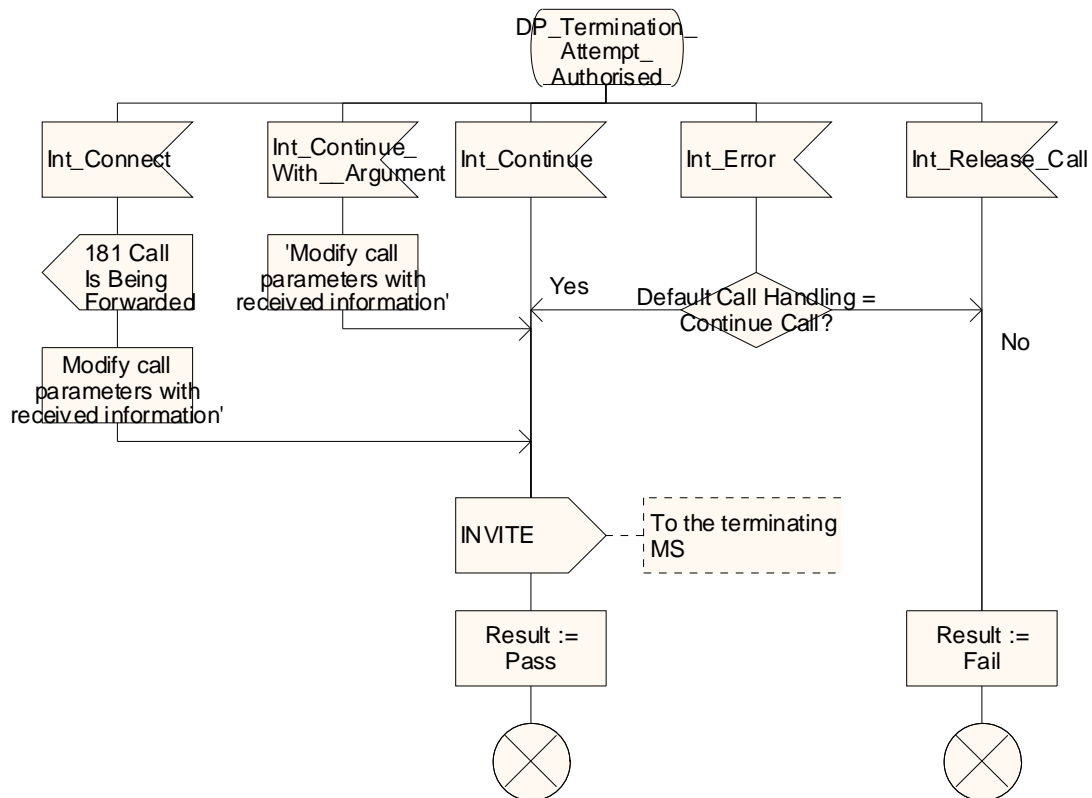 DP_Termination_
Attempt_
Authorised
Int_Connect
Int_Continue_
With__Argument
Int_Continue
Int_Error
Int_Release_Call
181 Call
Is Being
Forwarded
'Modify call
parameters with
received information'
Yes
Default Call Handling =
Continue Call?
No
Modify call
parameters with
received information'
INVITE
To the terminating
MS
Result :=
Pass
Result :=
Fail